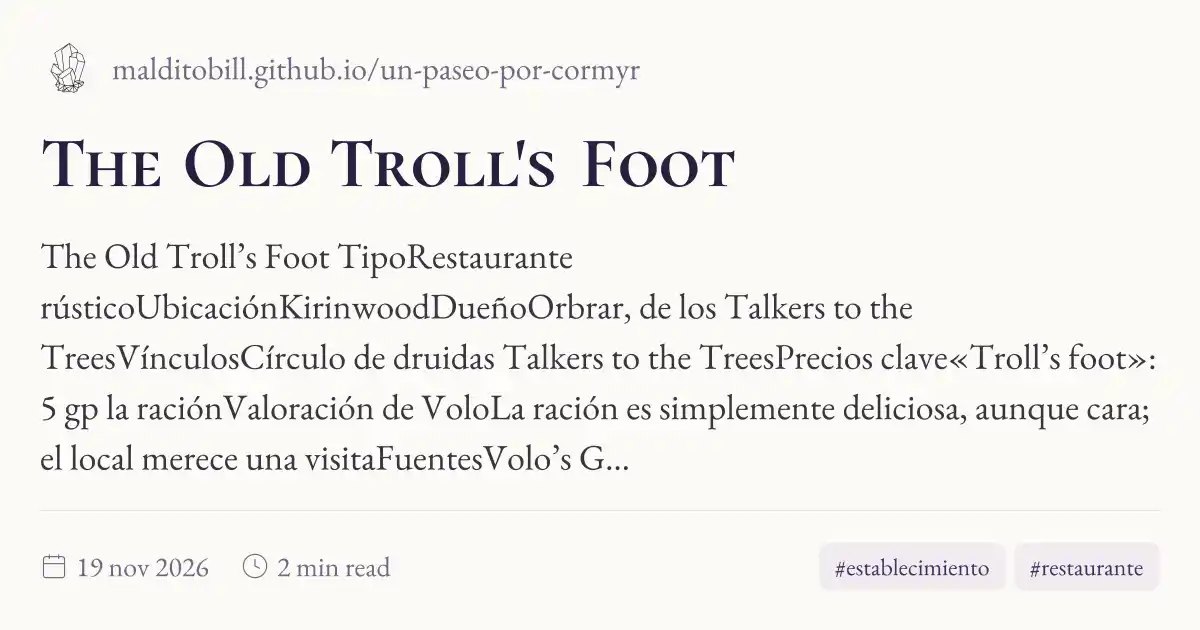 malditobill.github.io/un-paseo-por-cormyr
The Old Troll's Foot
The Old Troll’s Foot TipoRestaurante
rústicoUbicaciónKirinwoodDueñoOrbrar, de los Talkers to the
TreesVínculosCírculo de druidas Talkers to the TreesPrecios clave«Troll’s foot»:
5 gp la raciónValoración de VoloLa ración es simplemente deliciosa, aunque cara;
el local merece una visitaFuentesVolo’s G...
19 nov 2026 2 min read #establecimiento #restaurante